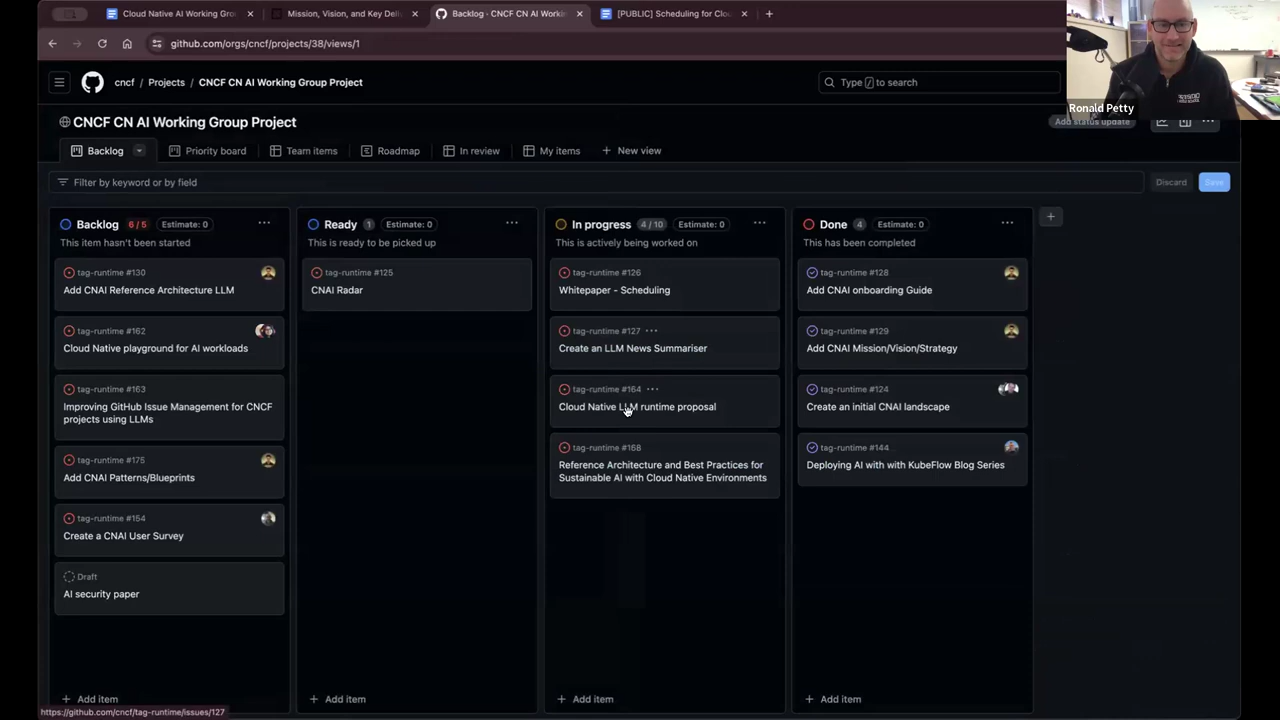 Cloud Native AI Working Gro
Mission, Vision, and Key Deli
Backlog - CNCF CN AI Workin
[PUBLIC] Scheduling for Clou
github.com/orgs/cncf/projects/38/views/1
cncf / Projects / CNCF CN AI Working Group Project
Type / to search
Ronald Petty
CNCF CN AI Working Group Project
Add status update
Backlog
Priority board
Team items
Roadmap
In review
My items
New view
Filter by keyword or by field
Discard
Save
Backlog 6 / 5 Estimate: 0
This item hasn't been started
tag-runtime #130
Add CNAI Reference Architecture LLM
tag-runtime #162
Cloud Native playground for AI workloads
tag-runtime #163
Improving GitHub Issue Management for CNCF
projects using LLMs
tag-runtime #175
Add CNAI Patterns/Blueprints
tag-runtime #154
Create a CNAI User Survey
Draft
AI security paper
+ Add item
Ready 1 Estimate: 0
This is ready to be picked up
tag-runtime #125
CNAI Radar
+ Add item
In progress 4 / 10 Estimate: 0
This is actively being worked on
tag-runtime #126
Whitepaper - Scheduling
tag-runtime #127
Create an LLM News Summariser
tag-runtime #164
Cloud Native LLM runtime proposal
tag-runtime #168
Reference Architecture and Best Practices for
Sustainable AI with Cloud Native Environments
+ Add item
Done 4 Estimate: 0
This has been completed
tag-runtime #128
Add CNAI onboarding Guide
tag-runtime #129
Add CNAI Mission/Vision/Strategy
tag-runtime #124
Create an initial CNAI landscape
tag-runtime #144
Deploying AI with with KubeFlow Blog Series
+ Add item
https://github.com/cncf/tag-runtime/issues/127